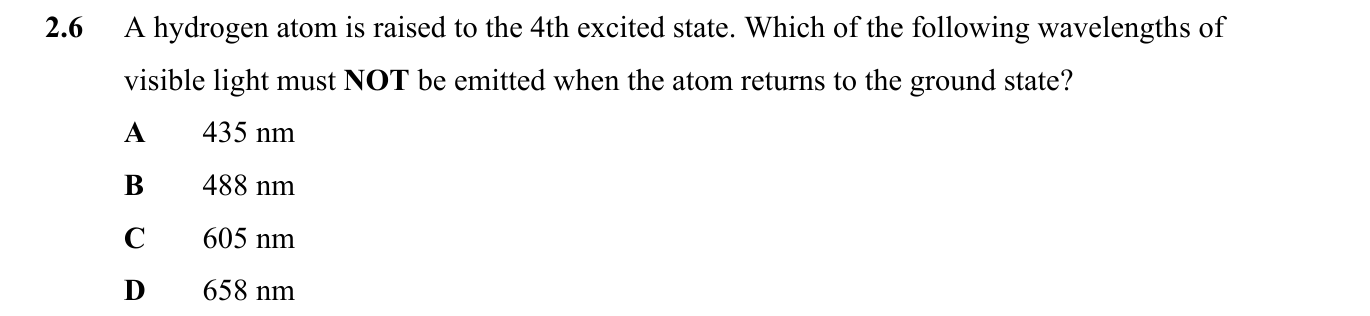 2.6 A hydrogen atom is raised to the 4th excited state. Which of the following wavelengths of
visible light must NOT be emitted when the atom returns to the ground state?
A 435 nm
B 488 nm
C 605 nm
D 658 nm